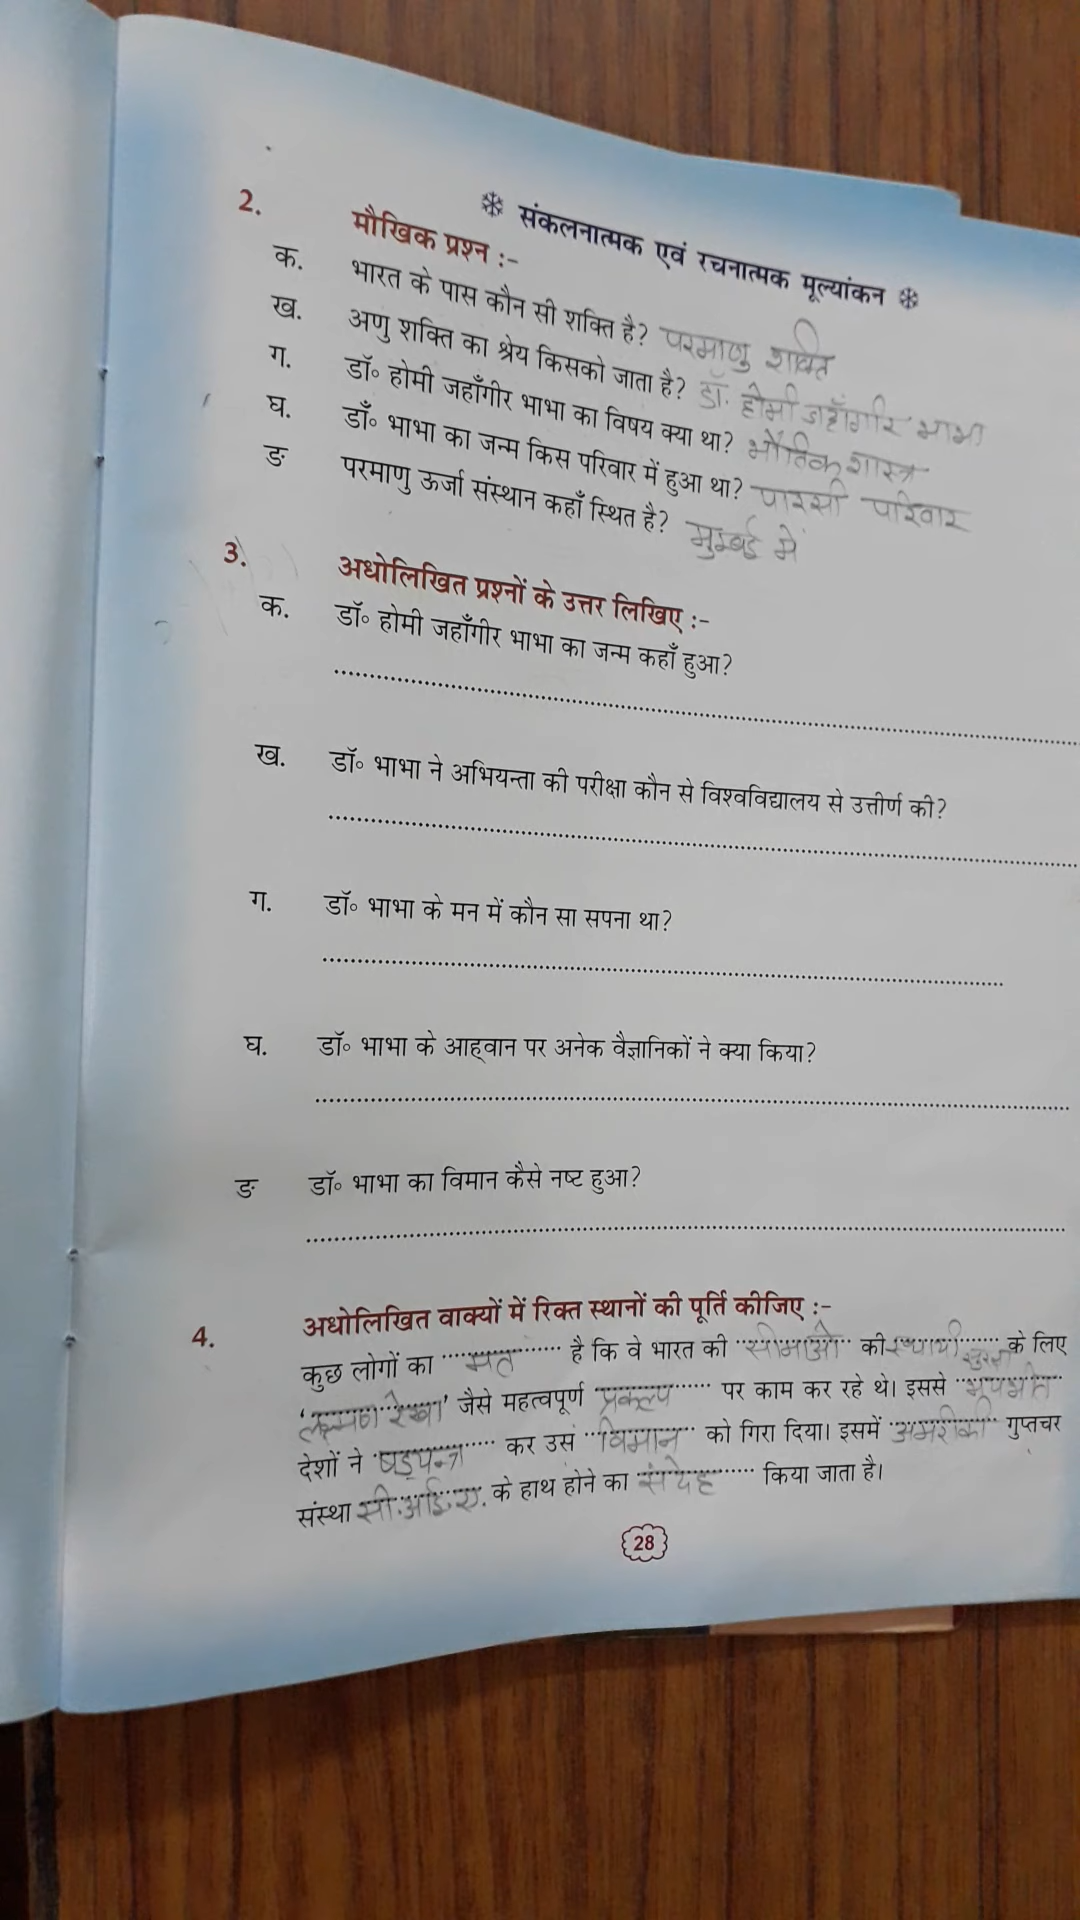 ❄ संकलनात्मक एवं रचनात्मक मूल्यांकन ❄
2. मौखिक प्रश्न :-
क. भारत के पास कौन सी शक्ति है? परमाणु शक्ति
ख. अणु शक्ति का श्रेय किसको जाता है? डॉ. होमी जहाँगीर भाभा
ग. डॉ॰ होमी जहाँगीर भाभा का विषय क्या था? भौतिक शास्त्र
घ. डाँ॰ भाभा का जन्म किस परिवार में हुआ था? पारसी परिवार
ङ परमाणु ऊर्जा संस्थान कहाँ स्थित है? मुम्बई में
3. अधोलिखित प्रश्नों के उत्तर लिखिए :-
क. डॉ॰ होमी जहाँगीर भाभा का जन्म कहाँ हुआ?
ख. डॉ॰ भाभा ने अभियन्ता की परीक्षा कौन से विश्वविद्यालय से उत्तीर्ण की?
ग. डॉ॰ भाभा के मन में कौन सा सपना था?
घ. डॉ॰ भाभा के आह्वान पर अनेक वैज्ञानिकों ने क्या किया?
ङ डॉ॰ भाभा का विमान कैसे नष्ट हुआ?
4. अधोलिखित वाक्यों में रिक्त स्थानों की पूर्ति कीजिए :-
कुछ लोगों का मत है कि वे भारत की सीमाओं की स्थायी सुरक्षा के लिए
'लक्ष्मण रेखा' जैसे महत्वपूर्ण प्रकल्प पर काम कर रहे थे। इससे
देशों ने षड्यन्त्र कर उस विमान को गिरा दिया। इसमें अमरीकी गुप्तचर
संस्था सी.आई.ए. के हाथ होने का संदेह किया जाता है।
28